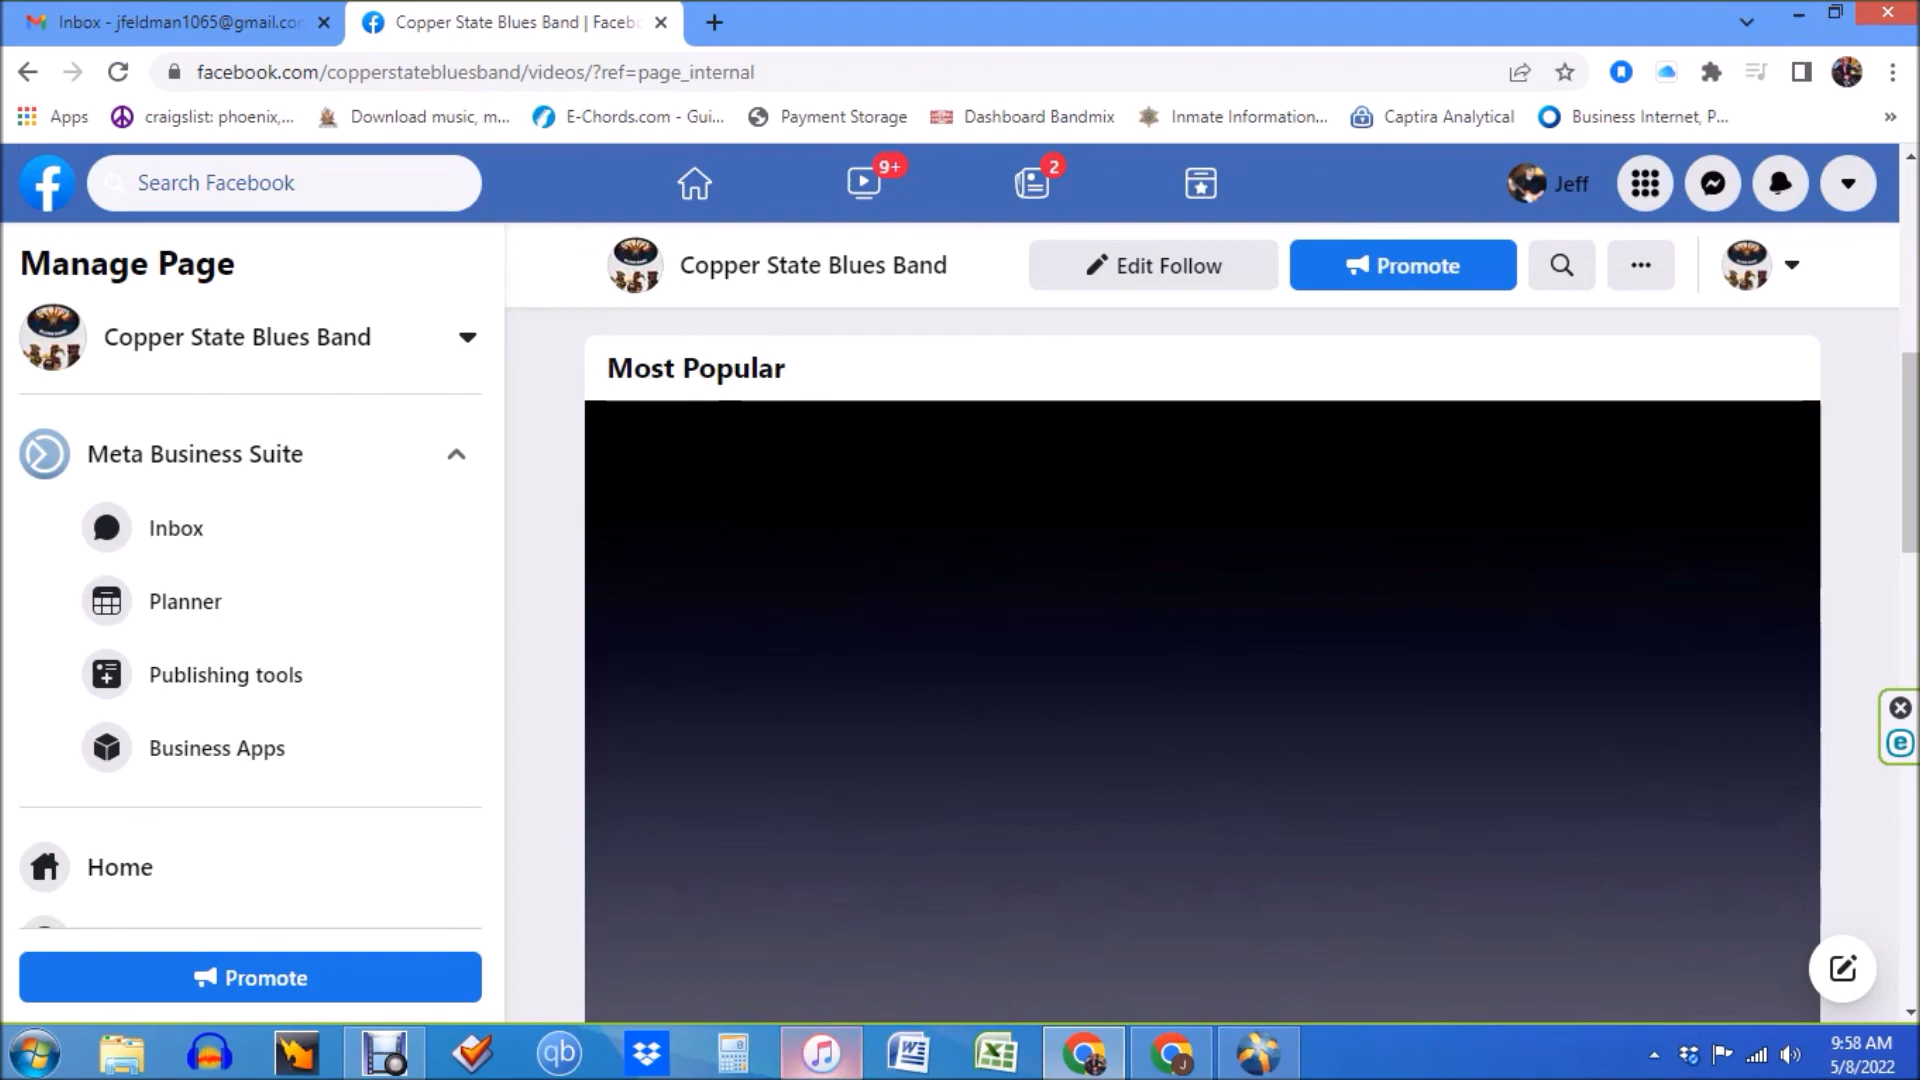 Inbox - jfeldman1065@gmail.co
Copper State Blues Band | Faceb
facebook.com/copperstatebluesband/videos/?ref=page_internal
Apps
craigslist: phoenix,...
Download music, m...
E-Chords.com - Gui...
Payment Storage
Dashboard Bandmix
Inmate Information...
Captira Analytical
Business Internet, P...
»
Search Facebook
9+
2
Jeff
Manage Page
Copper State Blues Band
Edit Follow
Promote
Copper State Blues Band
Most Popular
Meta Business Suite
Inbox
Planner
Publishing tools
Business Apps
Home
Promote
qb
J
9:58 AM
5/8/2022